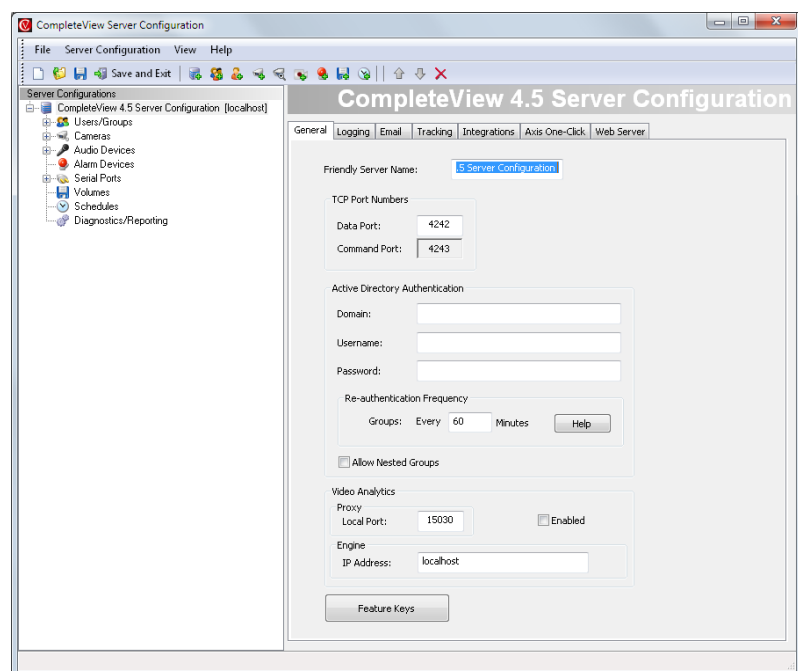 CompleteView Server Configuration
File Server Configuration View Help
Save and Exit
Server Configurations
CompleteView 4.5 Server Configuration [localhost]
Users/Groups
Cameras
Audio Devices
Alarm Devices
Serial Ports
Volumes
Schedules
Diagnostics/Reporting
CompleteView 4.5 Server Configuration
General Logging Email Tracking Integrations Axis One-Click Web Server
Friendly Server Name: .5 Server Configuration
TCP Port Numbers
Data Port: 4242
Command Port: 4243
Active Directory Authentication
Domain:
Username:
Password:
Re-authentication Frequency
Groups: Every 60 Minutes Help
Allow Nested Groups
Video Analytics
Proxy
Local Port: 15030 Enabled
Engine
IP Address: localhost
Feature Keys